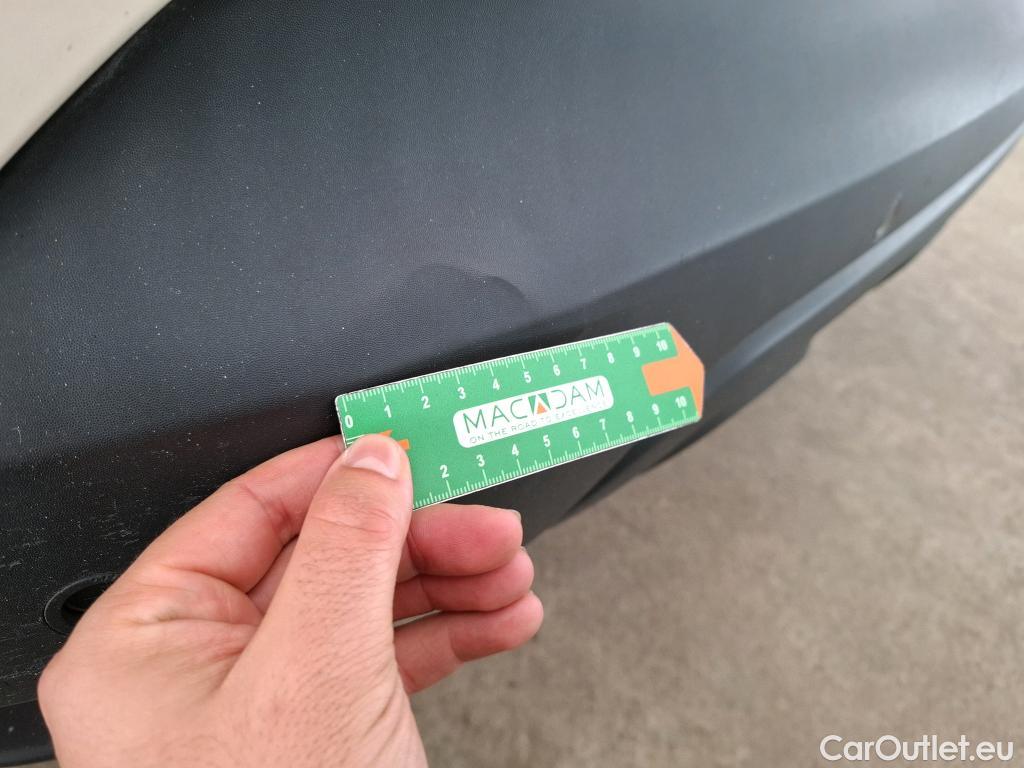 0 1 2 3 4 5 6 7 8 9 10
MACADAM
ON THE ROAD TO EXCELLENCE
2 3 4 5 6 7 8 9 10
CarOutlet.eu